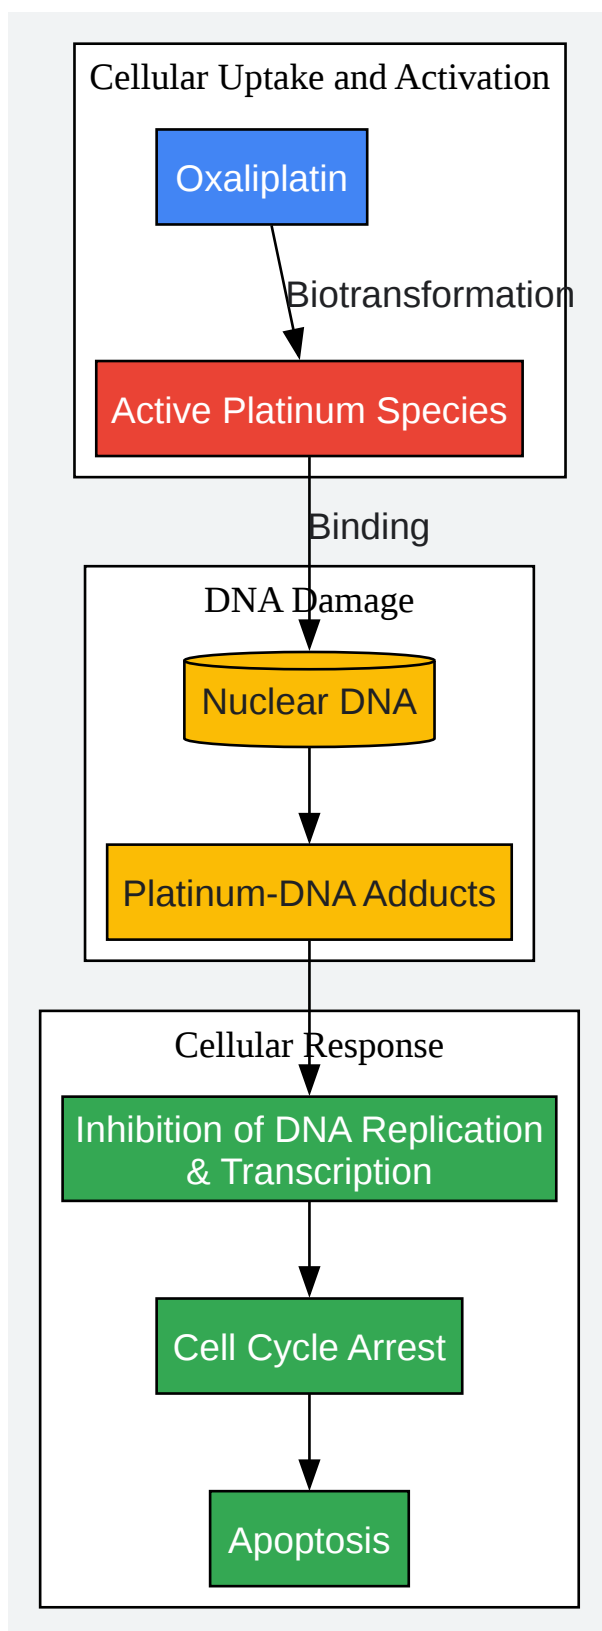 Cellular Uptake and Activation
Oxaliplatin
Biotransformation
Active Platinum Species
Binding
DNA Damage
Nuclear DNA
Platinum-DNA Adducts
Cellular Response
Inhibition of DNA Replication
& Transcription
Cell Cycle Arrest
Apoptosis